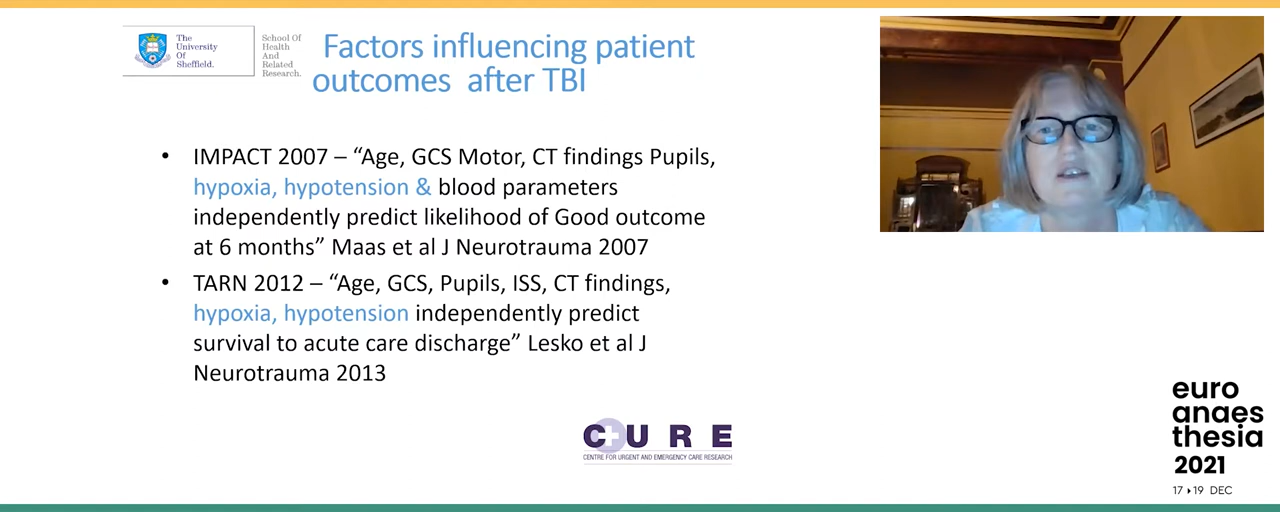 The
University
Of
Sheffield.
School Of
Health
And
Related
Research.
Factors influencing patient
outcomes after TBI
• IMPACT 2007 – “Age, GCS Motor, CT findings Pupils,
hypoxia, hypotension & blood parameters
independently predict likelihood of Good outcome
at 6 months” Maas et al J Neurotrauma 2007
• TARN 2012 – “Age, GCS, Pupils, ISS, CT findings,
hypoxia, hypotension independently predict
survival to acute care discharge” Lesko et al J
Neurotrauma 2013
CURE
CENTRE FOR URGENT AND EMERGENCY CARE RESEARCH
euro
anaes
thesia
2021
17 ▸ 19 DEC